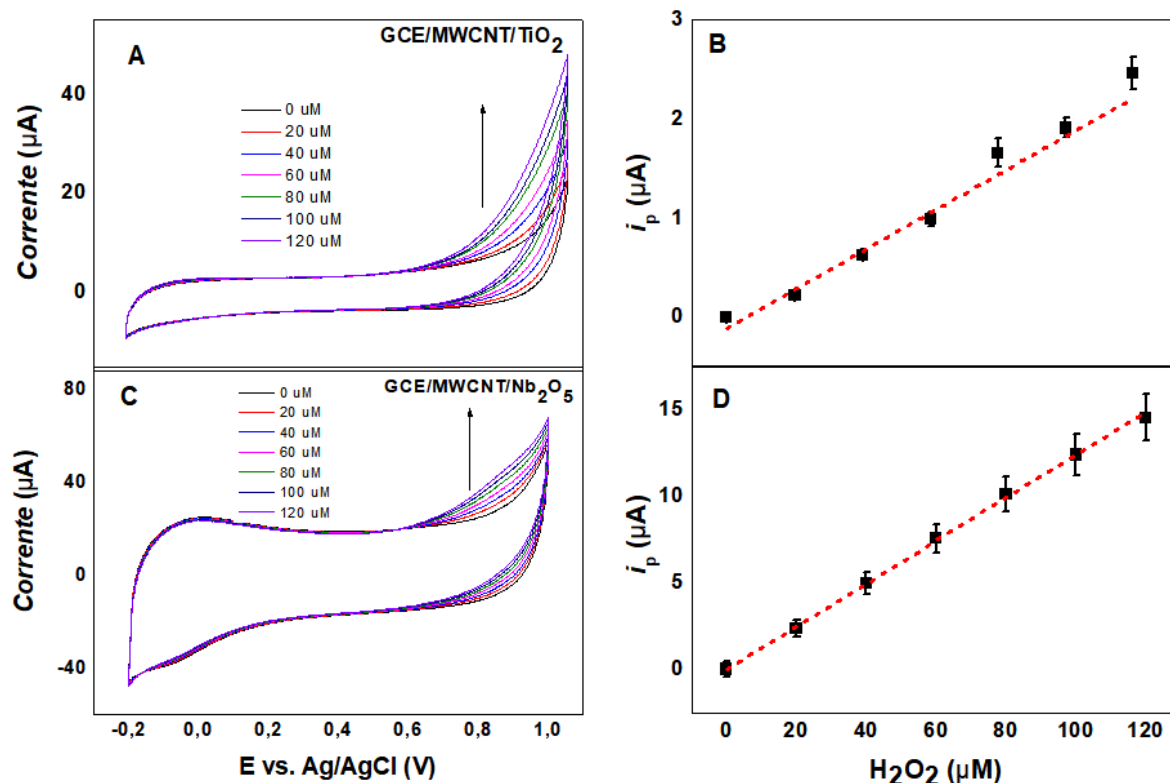 A
GCE/MWCNT/TiO2
0 uM
20 uM
40 uM
60 uM
80 uM
100 uM
120 uM
Corrente (µA)
40
20
0
B
ip (µA)
3
2
1
0
C
GCE/MWCNT/Nb2O5
0 uM
20 uM
40 uM
60 uM
80 uM
100 uM
120 uM
Corrente (µA)
80
40
0
-40
-0,2 0,0 0,2 0,4 0,6 0,8 1,0
E vs. Ag/AgCl (V)
D
ip (µA)
15
10
5
0
0 20 40 60 80 100 120
H2O2 (µM)